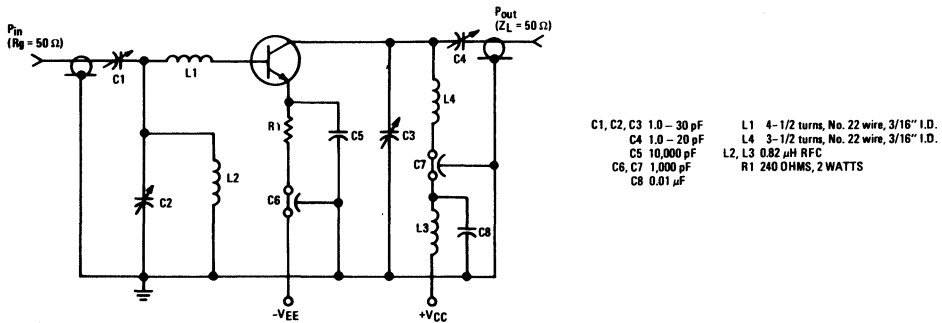 Pin
(Rg = 50 Ω)
Pout
(ZL = 50 Ω)
C1
L1
C4
L4
R1
C5
C3
C7
L2
C2
C6
L3
C8
-VEE
+VCC
C1, C2, C3 1.0 – 30 pF
C4 1.0 – 20 pF
C5 10,000 pF
C6, C7 1,000 pF
C8 0.01 μF
L1 4-1/2 turns, No. 22 wire, 3/16" I.D.
L4 3-1/2 turns, No. 22 wire, 3/16" I.D.
L2, L3 0.82 μH RFC
R1 240 OHMS, 2 WATTS